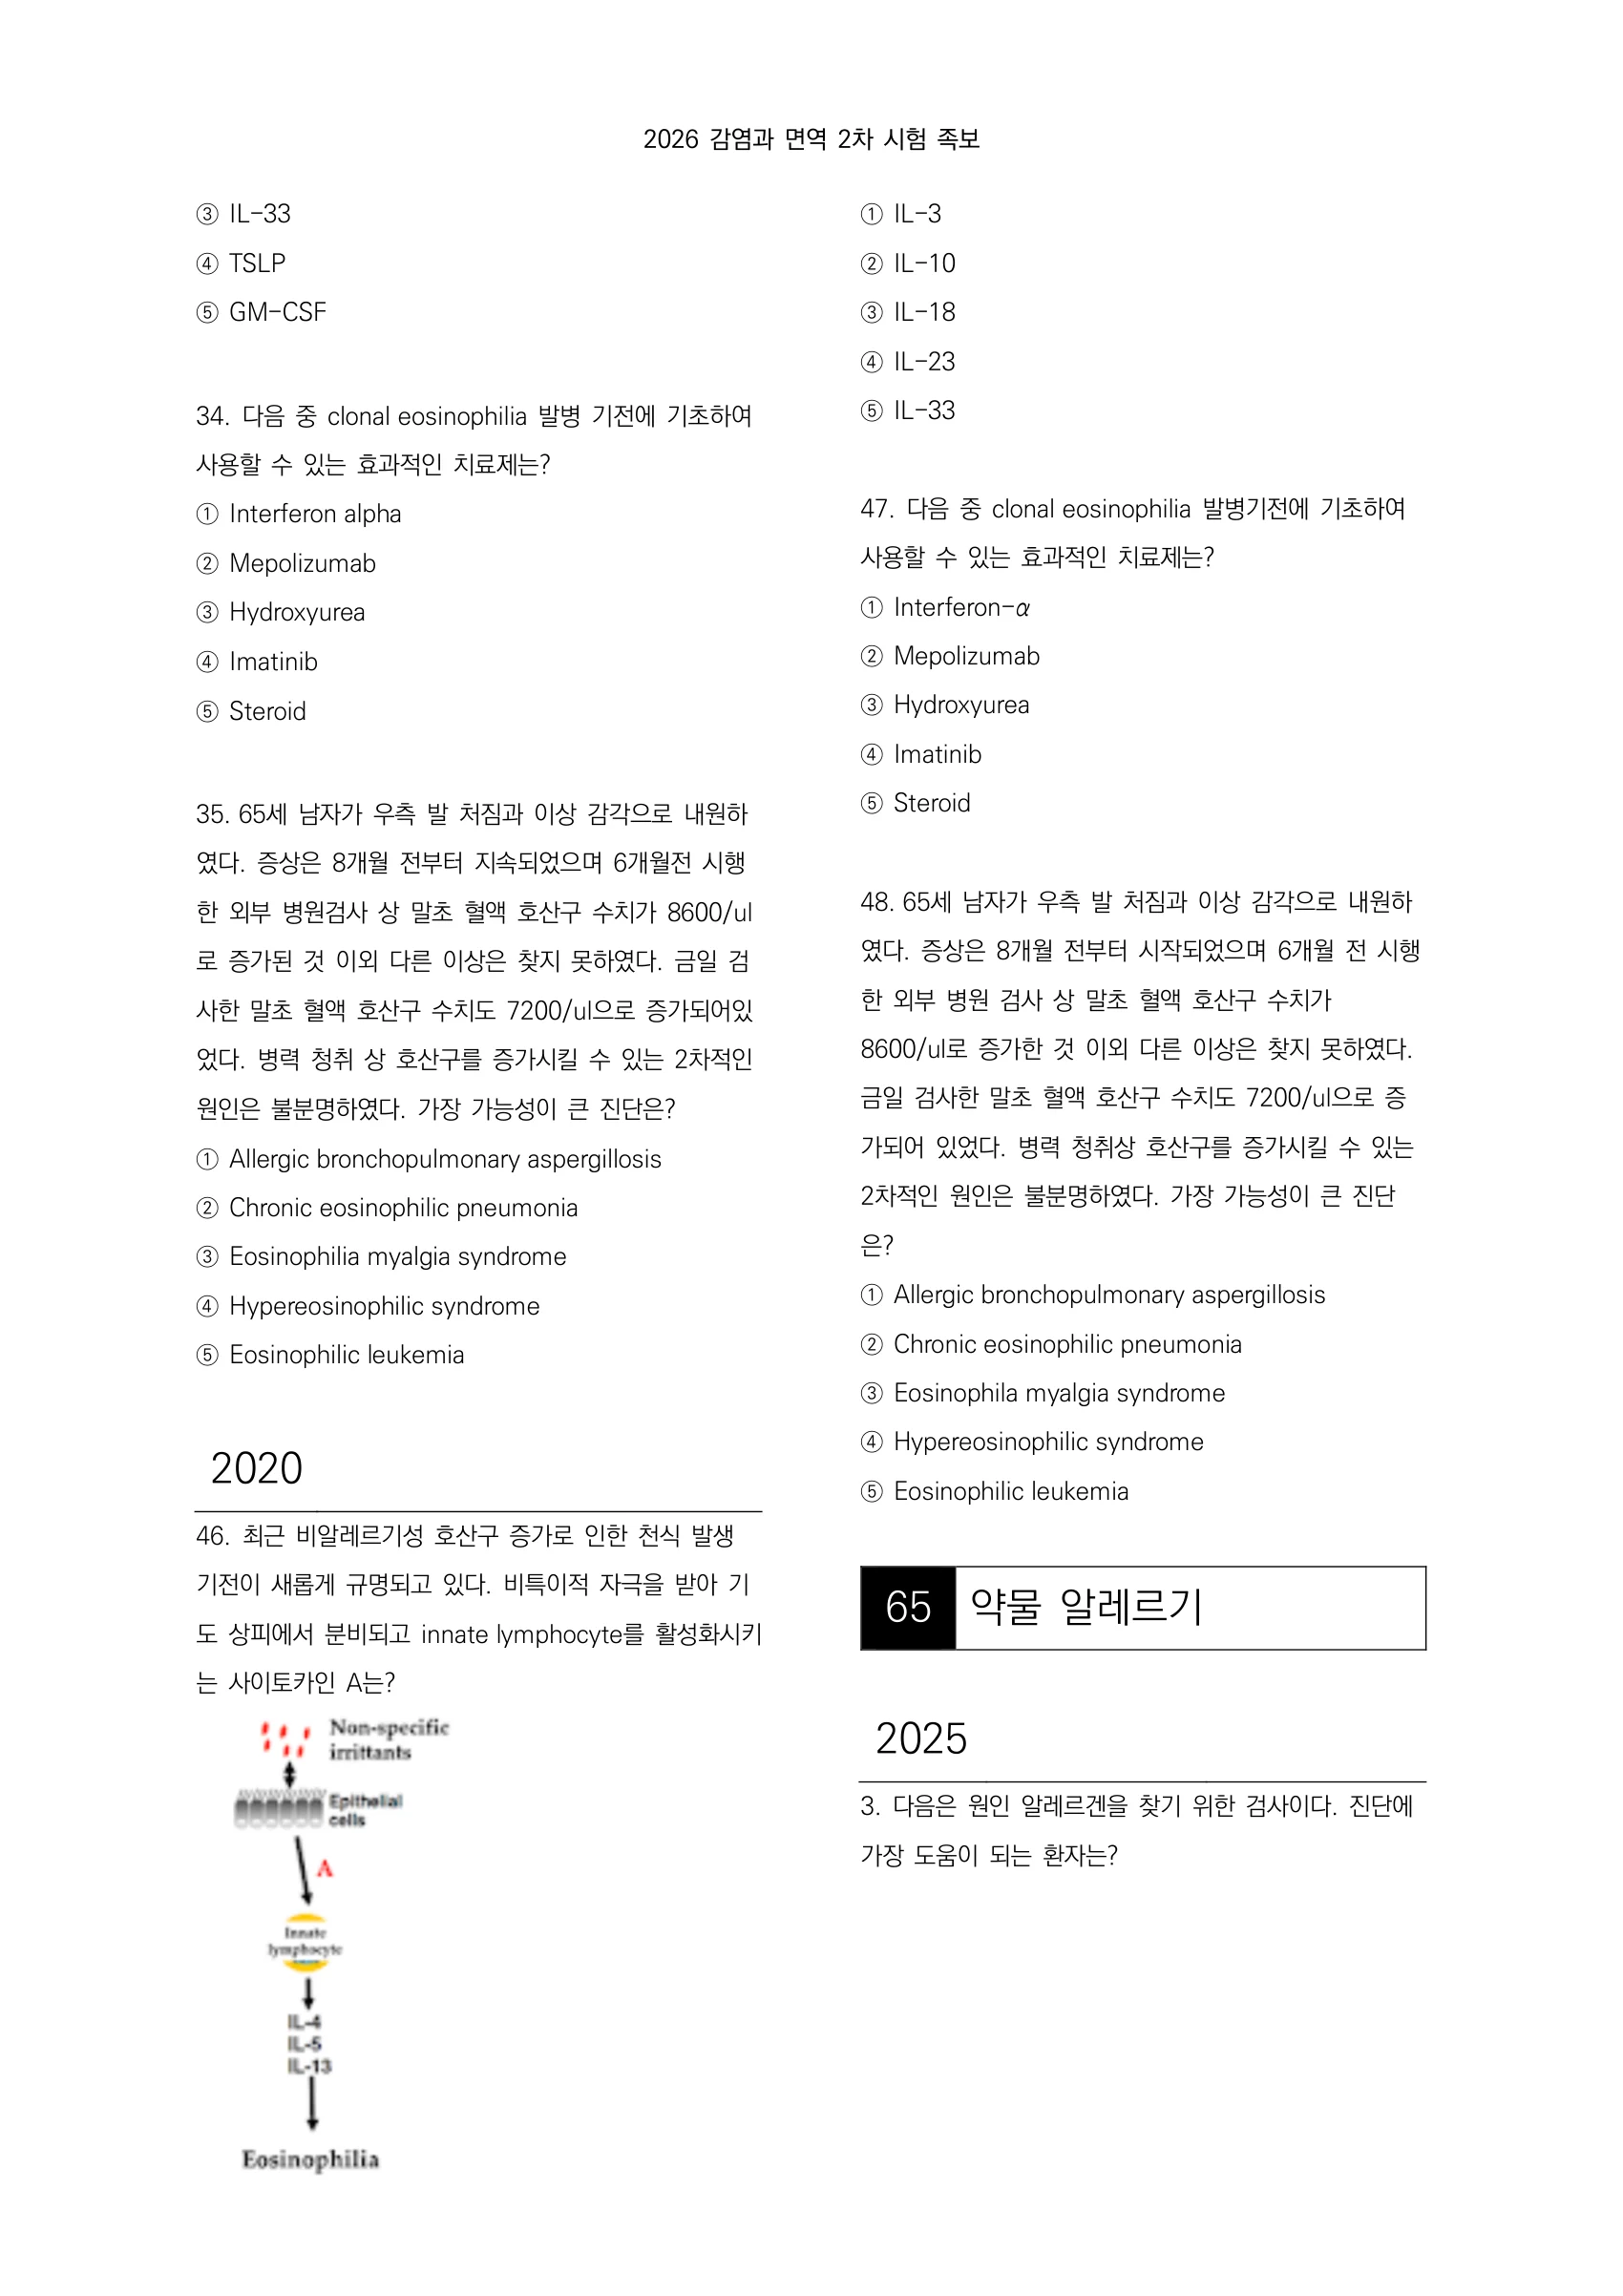 2026 감염과 면역 2차 시험 족보
③ IL-33
④ TSLP
⑤ GM-CSF
34. 다음 중 clonal eosinophilia 발병 기전에 기초하여
사용할 수 있는 효과적인 치료제는?
① Interferon alpha
② Mepolizumab
③ Hydroxyurea
④ Imatinib
⑤ Steroid
35. 65세 남자가 우측 발 처짐과 이상 감각으로 내원하
였다. 증상은 8개월 전부터 지속되었으며 6개월전 시행
한 외부 병원검사 상 말초 혈액 호산구 수치가 8600/ul
로 증가된 것 이외 다른 이상은 찾지 못하였다. 금일 검
사한 말초 혈액 호산구 수치도 7200/ul으로 증가되어있
었다. 병력 청취 상 호산구를 증가시킬 수 있는 2차적인
원인은 불분명하였다. 가장 가능성이 큰 진단은?
① Allergic bronchopulmonary aspergillosis
② Chronic eosinophilic pneumonia
③ Eosinophilia myalgia syndrome
④ Hypereosinophilic syndrome
⑤ Eosinophilic leukemia
2020
46. 최근 비알레르기성 호산구 증가로 인한 천식 발생
기전이 새롭게 규명되고 있다. 비특이적 자극을 받아 기
도 상피에서 분비되고 innate lymphocyte를 활성화시키
는 사이토카인 A는?
Non-specific
irrittants
Epithelial
cells
A
Innate
lymphocyte
IL-4
IL-5
IL-13
Eosinophilia
① IL-3
② IL-10
③ IL-18
④ IL-23
⑤ IL-33
47. 다음 중 clonal eosinophilia 발병기전에 기초하여
사용할 수 있는 효과적인 치료제는?
① Interferon-α
② Mepolizumab
③ Hydroxyurea
④ Imatinib
⑤ Steroid
48. 65세 남자가 우측 발 처짐과 이상 감각으로 내원하
였다. 증상은 8개월 전부터 시작되었으며 6개월 전 시행
한 외부 병원 검사 상 말초 혈액 호산구 수치가
8600/ul로 증가한 것 이외 다른 이상은 찾지 못하였다.
금일 검사한 말초 혈액 호산구 수치도 7200/ul으로 증
가되어 있었다. 병력 청취상 호산구를 증가시킬 수 있는
2차적인 원인은 불분명하였다. 가장 가능성이 큰 진단
은?
① Allergic bronchopulmonary aspergillosis
② Chronic eosinophilic pneumonia
③ Eosinophila myalgia syndrome
④ Hypereosinophilic syndrome
⑤ Eosinophilic leukemia
65 약물 알레르기
2025
3. 다음은 원인 알레르겐을 찾기 위한 검사이다. 진단에
가장 도움이 되는 환자는?